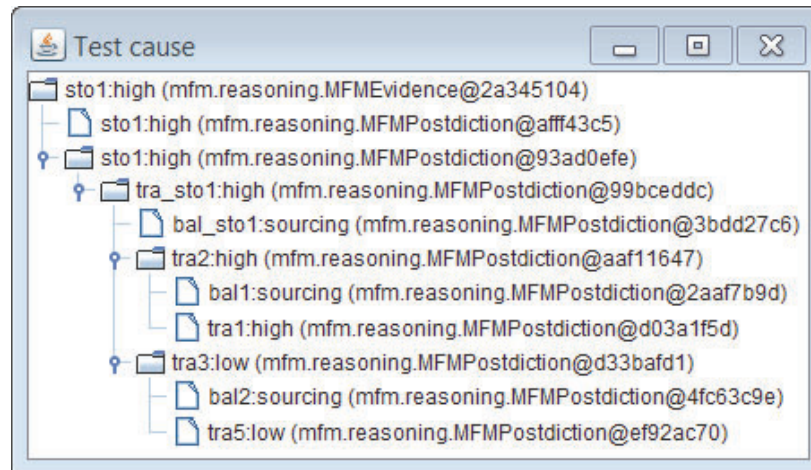 Test cause
sto1:high (mfm.reasoning.MFMEvidence@2a345104)
sto1:high (mfm.reasoning.MFMPostdiction@afff43c5)
sto1:high (mfm.reasoning.MFMPostdiction@93ad0efe)
tra_sto1:high (mfm.reasoning.MFMPostdiction@99bceddc)
bal_sto1:sourcing (mfm.reasoning.MFMPostdiction@3bdd27c6)
tra2:high (mfm.reasoning.MFMPostdiction@aaf11647)
bal1:sourcing (mfm.reasoning.MFMPostdiction@2aaf7b9d)
tra1:high (mfm.reasoning.MFMPostdiction@d03a1f5d)
tra3:low (mfm.reasoning.MFMPostdiction@d33bafd1)
bal2:sourcing (mfm.reasoning.MFMPostdiction@4fc63c9e)
tra5:low (mfm.reasoning.MFMPostdiction@ef92ac70)